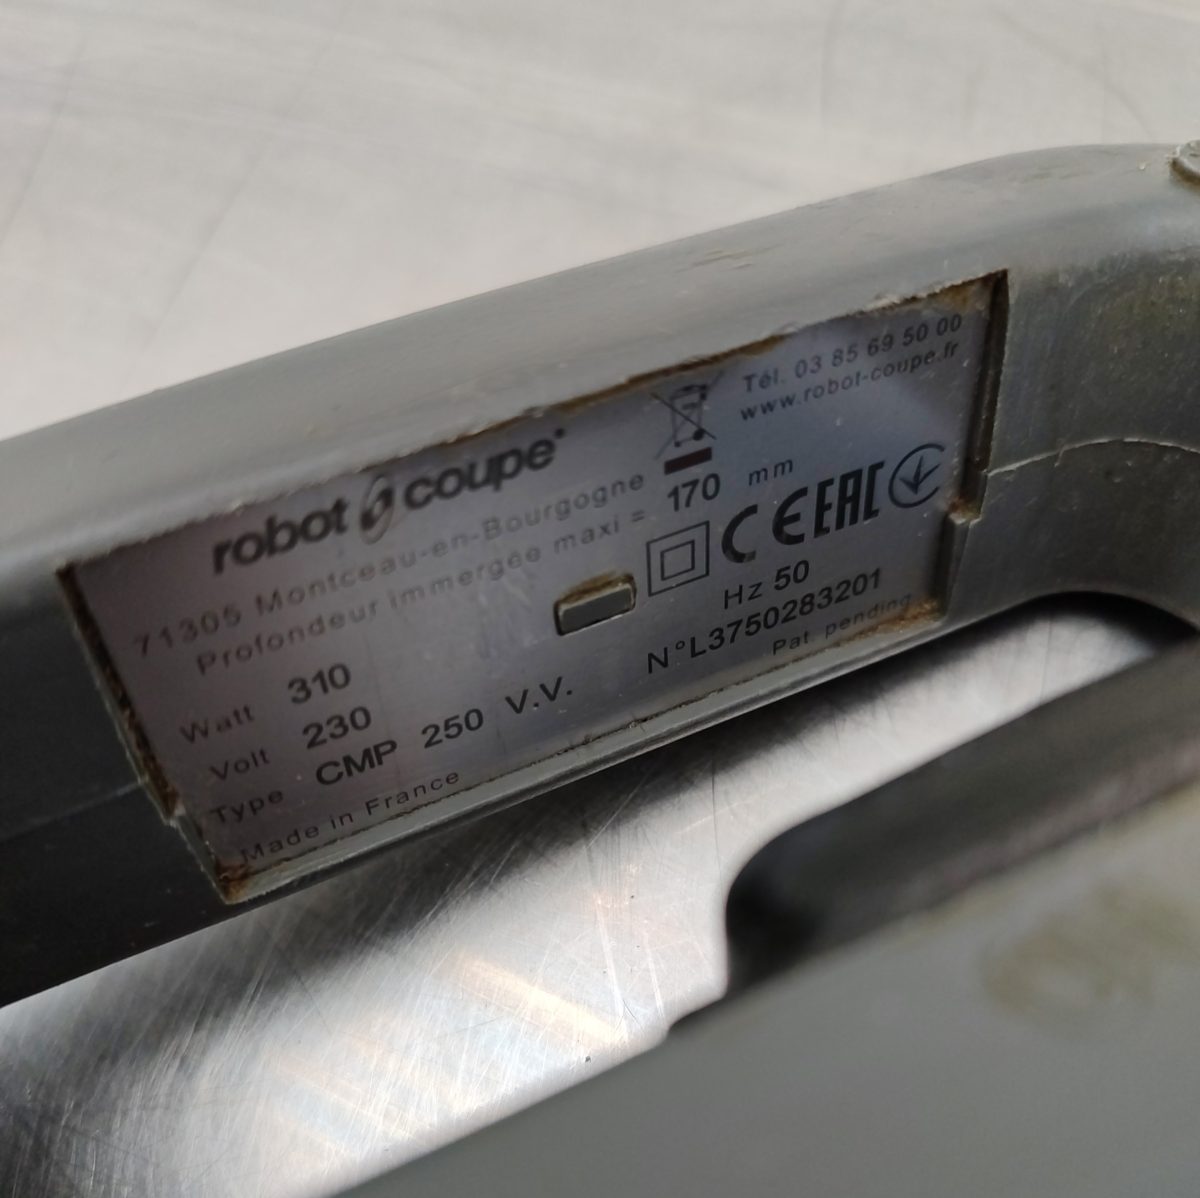 robot coupe®
Tél. 03 85 69 50 00
www.robot-coupe.fr
71305 Montceau-en-Bourgogne
Profondeur immergée maxi = 170 mm
CE EAC
Watt 310
Hz 50
Volt 230
N°L3750283201
Type CMP 250 V.V.
Pat. pending
Made in France